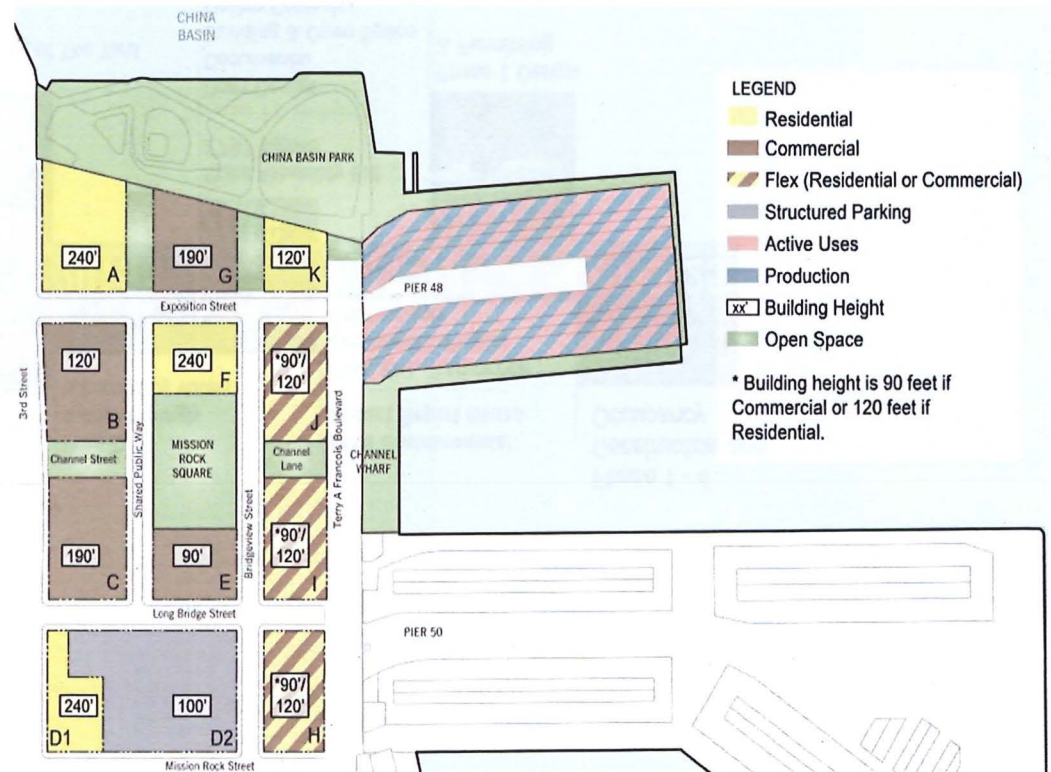 CHINA
BASIN
CHINA BASIN PARK
LEGEND
Residential
Commercial
Flex (Residential or Commercial)
Structured Parking
Active Uses
Production
xx' Building Height
Open Space
* Building height is 90 feet if
Commercial or 120 feet if
Residential.
240' A
190' G
120' K
PIER 48
Exposition Street
3rd Street
120'
B
240'
F
*90'/
120'
J
Channel Street
Shared Public Way
MISSION
ROCK
SQUARE
Bridgeview Street
Channel
Lane
Terry A Francois Boulevard
CHANNEL
WHARF
190'
C
90'
E
*90'/
120'
I
Long Bridge Street
PIER 50
240'
D1
100'
D2
*90'/
120'
H
Mission Rock Street